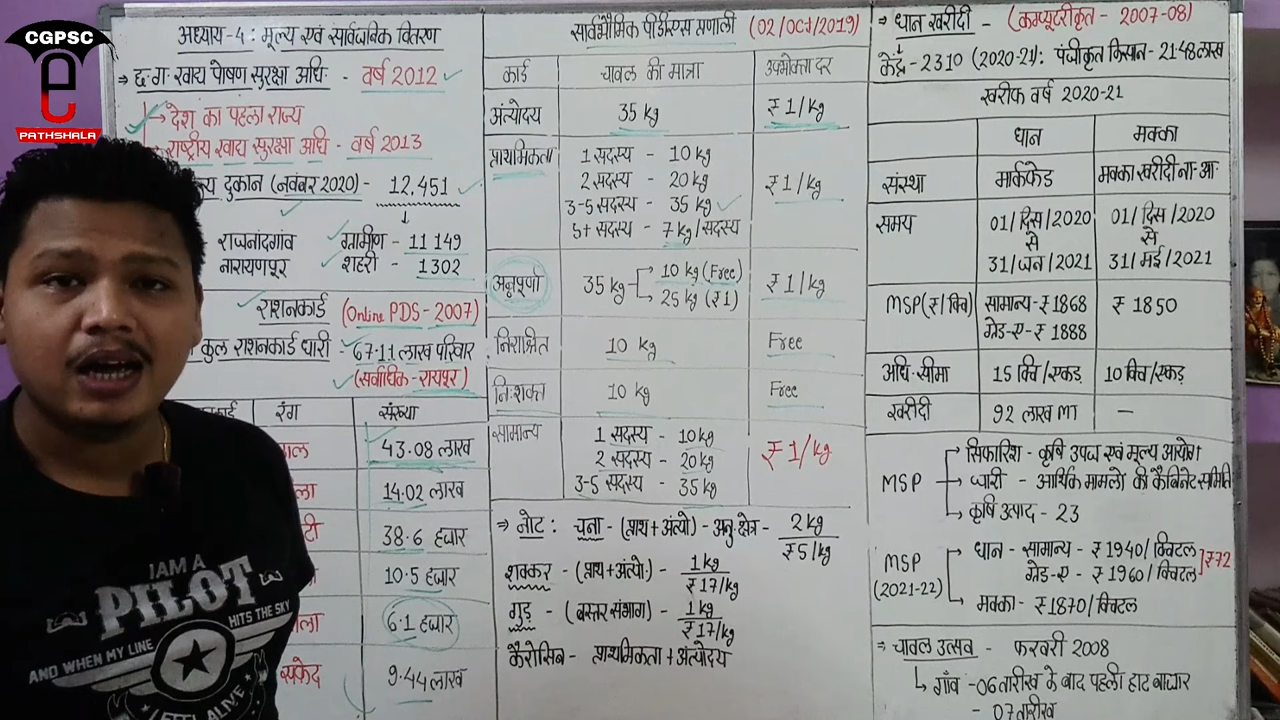 CGPSC
e
PATHSHALA
अध्याय-4 : मूल्य एवं सार्वजनिक वितरण
⇒ छ.ग. खाद्य पोषण सुरक्षा अधि. - वर्ष 2012
→ देश का पहला राज्य
→ राष्ट्रीय खाद्य सुरक्षा अधि - वर्ष 2013
दुकान (नवंबर 2020) - 12,451
राजनांदगांव ग्रामीण - 11149
नारायणपुर शहरी - 1302
राशनकार्ड (Online PDS - 2007)
कुल राशनकार्ड धारी - 67.11 लाख परिवार
(सर्वाधिक - रायपुर)
रंग संख्या
43.08 लाख
14.02 लाख
38.6 हजार
10.5 हजार
6.1 हजार
सफेद 9.44 लाख
I AM A
PILOT
AND WHEN MY LINE HITS THE SKY
सार्वभौमिक पीडीएस प्रणाली (02/Oct/2019)
कार्ड चावल की मात्रा उपभोक्ता दर
अंत्योदय 35 kg ₹1/kg
प्राथमिकता 1 सदस्य - 10 kg
2 सदस्य - 20 kg
3-5 सदस्य - 35 kg
5+ सदस्य - 7 kg/सदस्य
₹1/kg
अन्नपूर्णा 35 kg → 10 kg (Free)
→ 25 kg (₹1)
₹1/kg
निराश्रित 10 kg Free
निःशक्त 10 kg Free
सामान्य 1 सदस्य - 10 kg
2 सदस्य - 20 kg
3-5 सदस्य - 35 kg
₹1/kg
⇒ नोट : चना - (प्राथ + अंत्यो) - अनु. क्षेत्र - 2 kg
₹5/kg
शक्कर - (प्राथ + अंत्यो.) - 1 kg
₹17/kg
गुड़ - (बस्तर संभाग) - 1 kg
₹17/kg
कैरोसिन - प्राथमिकता + अंत्योदय
⇒ धान खरीदी - (कम्प्यूटरीकृत - 2007-08)
केंद्र - 2310 (2020-21) : पंजीकृत किसान - 21.48 लाख
खरीफ वर्ष 2020-21
धान मक्का
संस्था मार्कफेड मक्का खरीदी ना. आ.
समय 01/दिस/2020 01/दिस/2020
से से
31/जन/2021 31/मई/2021
MSP (₹/क्विं) सामान्य - ₹1868 ₹1850
ग्रेड-ए - ₹1888
अधि. सीमा 15 क्विं/एकड़ 10 क्विं/एकड़
खरीदी 92 लाख MT -
MSP → सिफारिश - कृषि उपज एवं मूल्य आयोग
→ जारी - आर्थिक मामलों की कैबिनेट समिति
→ कृषि उत्पाद - 23
MSP (2021-22) → धान - सामान्य - ₹1940/क्विंटल
ग्रेड-ए - ₹1960/क्विंटल ] ₹72
→ मक्का - ₹1870/क्विंटल
⇒ चावल उत्सव - फरवरी 2008
→ गाँव - 06 तारीख के बाद पहली हाट बाजार
- 07 तारीख